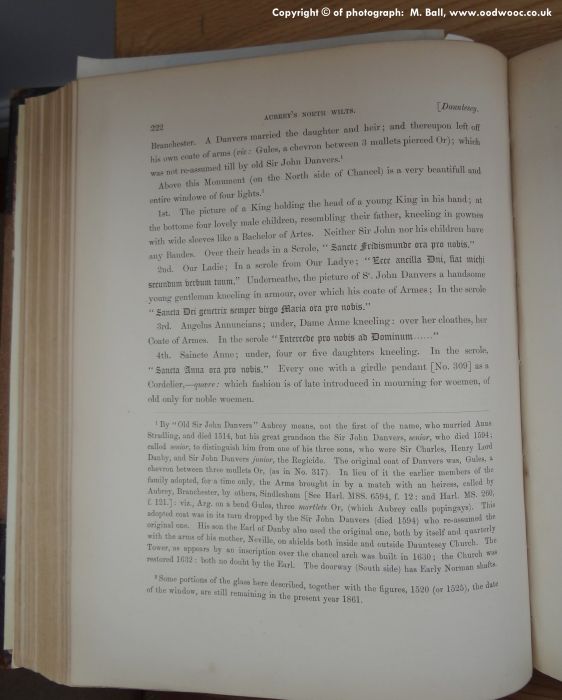 Copyright © of photograph: M. Ball, www.oodwooc.co.uk
222
AUBREY'S NORTH WILTS.
[Dauntesey.
Branchester. A Danvers married the daughter and heir; and thereupon left off
his own coate of arms (viz: Gules, a chevron between 3 mullets pierced Or); which
was not re-assumed till by old Sir John Danvers.¹
Above this Monument (on the North side of Chancel) is a very beautifull and
entire windowe of four lights.²
1st. The picture of a King holding the head of a young King in his hand; at
the bottome four lovely male children, resembling their father, kneeling in gownes
with wide sleeves like a Bachelor of Artes. Neither Sir John nor his children have
any Bandes. Over their heads in a Scrole, "Sancte Fridismunde ora pro nobis."
2nd. Our Ladie; In a scrole from Our Ladye; "Ecce ancilla Dni, fiat michi
secundum verbum tuum." Underneathe, the picture of Sr. John Danvers a handsome
young gentleman kneeling in armour, over which his coate of Armes; In the scrole
"Sancta Dei genetrix semper virgo Maria ora pro nobis."
3rd. Angelus Annuncians; under, Dame Anne kneeling: over her cloathes, her
Coate of Armes. In the scrole "Intercede pro nobis ad Dominum......"
4th. Saincte Anne; under, four or five daughters kneeling. In the scrole,
"Sancta Anna ora pro nobis." Every one with a girdle pendant [No. 309] as a
Cordelier,—quære: which fashion is of late introduced in mourning for woemen, of
old only for noble woemen.
¹ By "Old Sir John Danvers" Aubrey means, not the first of the name, who married Anne
Stradling, and died 1514, but his great grandson the Sir John Danvers, senior, who died 1594;
called senior, to distinguish him from one of his three sons, who were Sir Charles, Henry Lord
Danby, and Sir John Danvers junior, the Regicide. The original coat of Danvers was, Gules, a
chevron between three mullets Or, (as in No. 317). In lieu of it the earlier members of the
family adopted, for a time only, the Arms brought in by a match with an heiress, called by
Aubrey, Branchester, by others, Sindlesham [See Harl. MSS. 6594, f. 12: and Harl. MS. 260,
f. 121.]: viz., Arg. on a bend Gules, three martlets Or, (which Aubrey calls popingays). This
adopted coat was in its turn dropped by the Sir John Danvers (died 1594) who re-assumed the
original one. His son the Earl of Danby also used the original one, both by itself and quarterly
with the arms of his mother, Neville, on shields both inside and outside Dauntesey Church. The
Tower, as appears by an inscription over the chancel arch was built in 1630; the Church was
restored 1632: both no doubt by the Earl. The doorway (South side) has Early Norman shafts.
² Some portions of the glass here described, together with the figures, 1520 (or 1525), the date
of the window, are still remaining in the present year 1861.